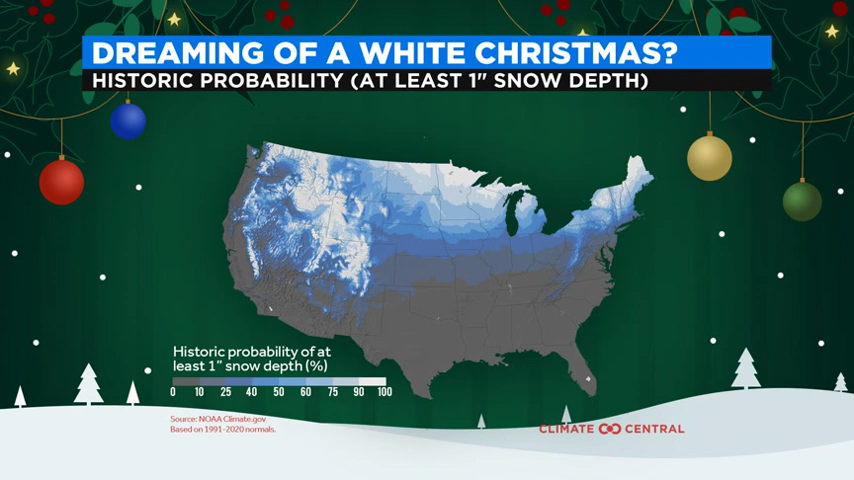 DREAMING OF A WHITE CHRISTMAS?
HISTORIC PROBABILITY (AT LEAST 1" SNOW DEPTH)
Historic probability of at
least 1" snow depth (%)
0 10 25 40 50 60 75 90 100
Source: NOAA Climate.gov
Based on 1991-2020 normals.
CLIMATE CENTRAL